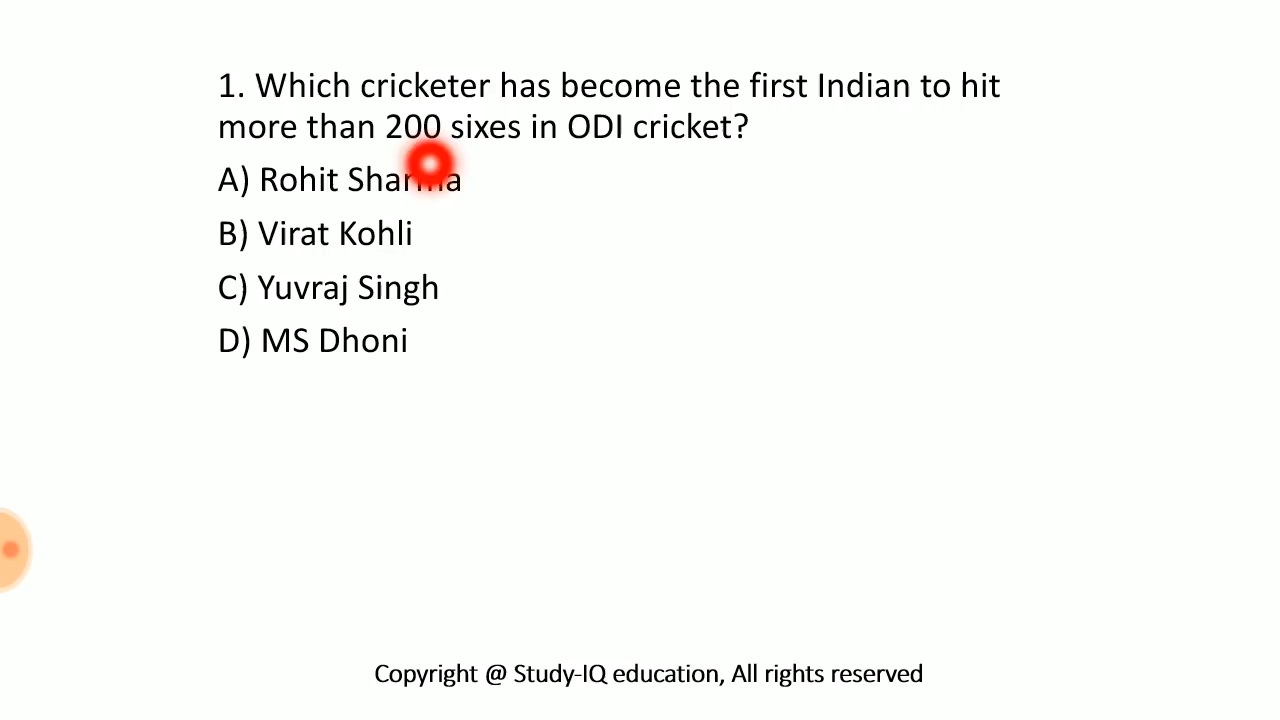 1. Which cricketer has become the first Indian to hit
more than 200 sixes in ODI cricket?
A) Rohit Sharma
B) Virat Kohli
C) Yuvraj Singh
D) MS Dhoni
Copyright @ Study-IQ education, All rights reserved